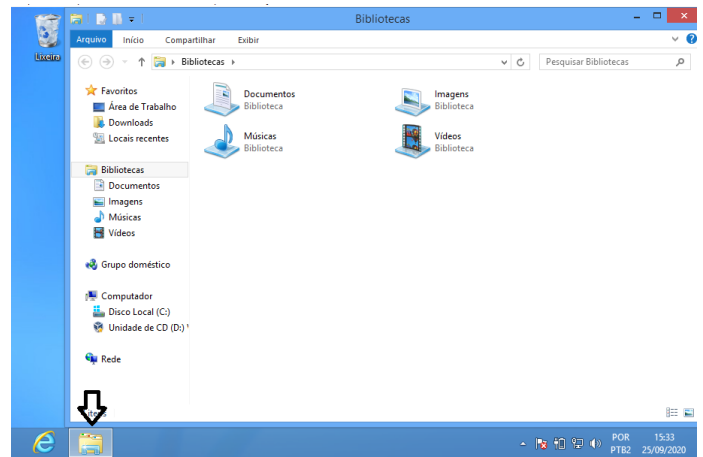 Bibliotecas
Lixeira
Arquivo Início Compartilhar Exibir
Bibliotecas
Pesquisar Bibliotecas
Favoritos
Área de Trabalho
Downloads
Locais recentes
Bibliotecas
Documentos
Imagens
Músicas
Vídeos
Grupo doméstico
Computador
Disco Local (C:)
Unidade de CD (D:)
Rede
Documentos
Biblioteca
Imagens
Biblioteca
Músicas
Biblioteca
Vídeos
Biblioteca
POR
PTB2
15:33
25/09/2020